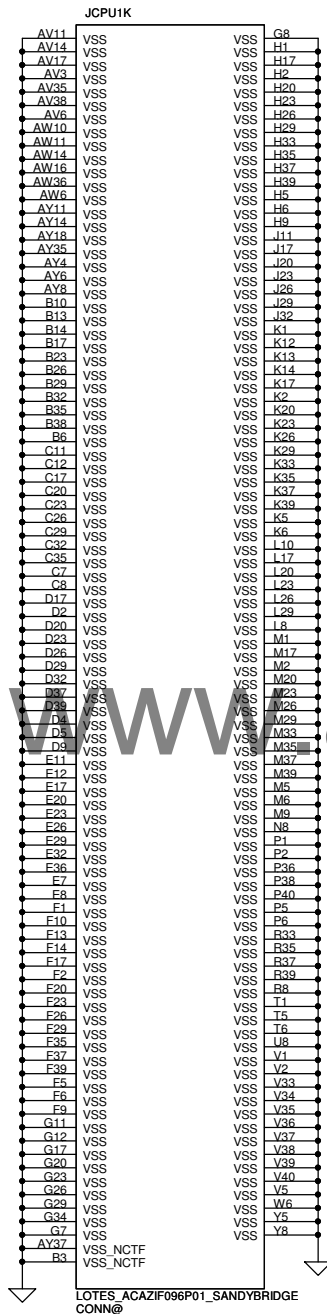 JCPU1K
AV11 VSS VSS G8
AV14 VSS VSS H1
AV17 VSS VSS H17
AV3 VSS VSS H2
AV35 VSS VSS H20
AV38 VSS VSS H23
AV6 VSS VSS H26
AW10 VSS VSS H29
AW11 VSS VSS H33
AW14 VSS VSS H35
AW16 VSS VSS H37
AW36 VSS VSS H39
AW6 VSS VSS H5
AY11 VSS VSS H6
AY14 VSS VSS H9
AY18 VSS VSS J11
AY35 VSS VSS J17
AY4 VSS VSS J20
AY6 VSS VSS J23
AY8 VSS VSS J26
B10 VSS VSS J29
B13 VSS VSS J32
B14 VSS VSS K1
B17 VSS VSS K12
B23 VSS VSS K13
B26 VSS VSS K14
B29 VSS VSS K17
B32 VSS VSS K2
B35 VSS VSS K20
B38 VSS VSS K23
B6 VSS VSS K26
C11 VSS VSS K29
C12 VSS VSS K33
C17 VSS VSS K35
C20 VSS VSS K37
C23 VSS VSS K39
C26 VSS VSS K5
C29 VSS VSS K6
C32 VSS VSS L10
C35 VSS VSS L17
C7 VSS VSS L20
C8 VSS VSS L23
D17 VSS VSS L26
D2 VSS VSS L29
D20 VSS VSS L8
D23 VSS VSS M1
D26 VSS VSS M17
D29 VSS VSS M2
D32 VSS VSS M20
D37 VSS VSS M23
D39 VSS VSS M26
D4 VSS VSS M29
D5 VSS VSS M33
D9 VSS VSS M35
www.
E11 VSS VSS M37
E12 VSS VSS M39
E17 VSS VSS M5
E20 VSS VSS M6
E23 VSS VSS M9
E26 VSS VSS N8
E29 VSS VSS P1
E32 VSS VSS P2
E36 VSS VSS P36
E7 VSS VSS P38
E8 VSS VSS P40
F1 VSS VSS P5
F10 VSS VSS P6
F13 VSS VSS R33
F14 VSS VSS R35
F17 VSS VSS R37
F2 VSS VSS R39
F20 VSS VSS R8
F23 VSS VSS T1
F26 VSS VSS T5
F29 VSS VSS T6
F35 VSS VSS U8
F37 VSS VSS V1
F39 VSS VSS V2
F5 VSS VSS V33
F6 VSS VSS V34
F9 VSS VSS V35
G11 VSS VSS V36
G12 VSS VSS V37
G17 VSS VSS V38
G20 VSS VSS V39
G23 VSS VSS V40
G26 VSS VSS V5
G29 VSS VSS W6
G34 VSS VSS Y5
G7 VSS VSS Y8
AY37 VSS_NCTF
B3 VSS_NCTF
LOTES_ACAZIF096P01_SANDYBRIDGE
CONN@